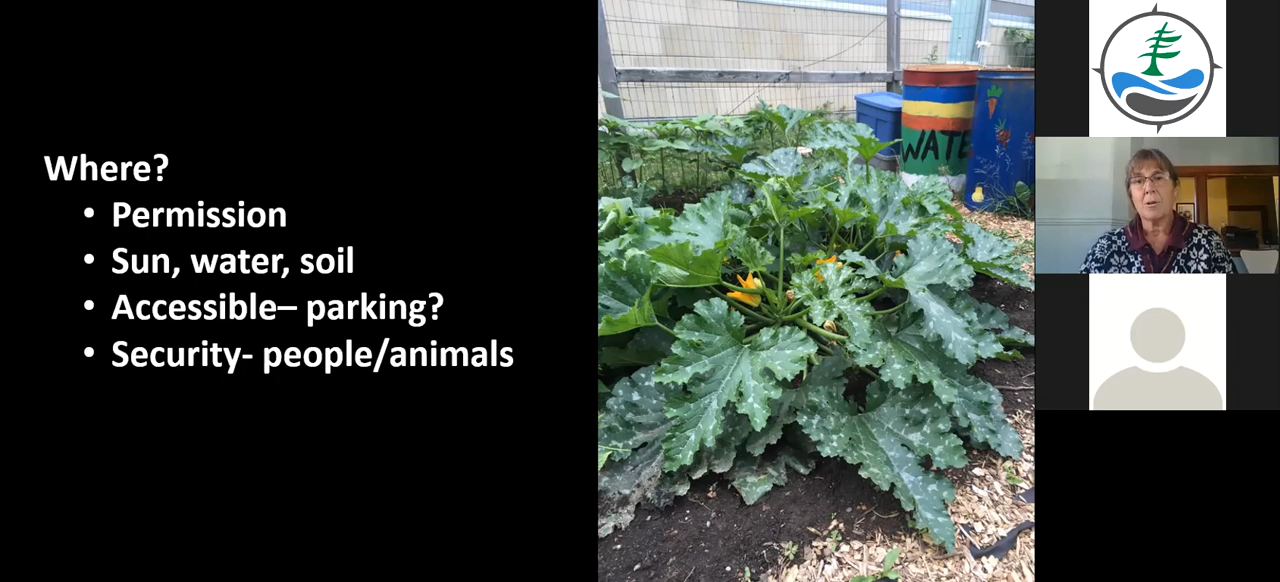 Where?
• Permission
• Sun, water, soil
• Accessible– parking?
• Security- people/animals
WATE